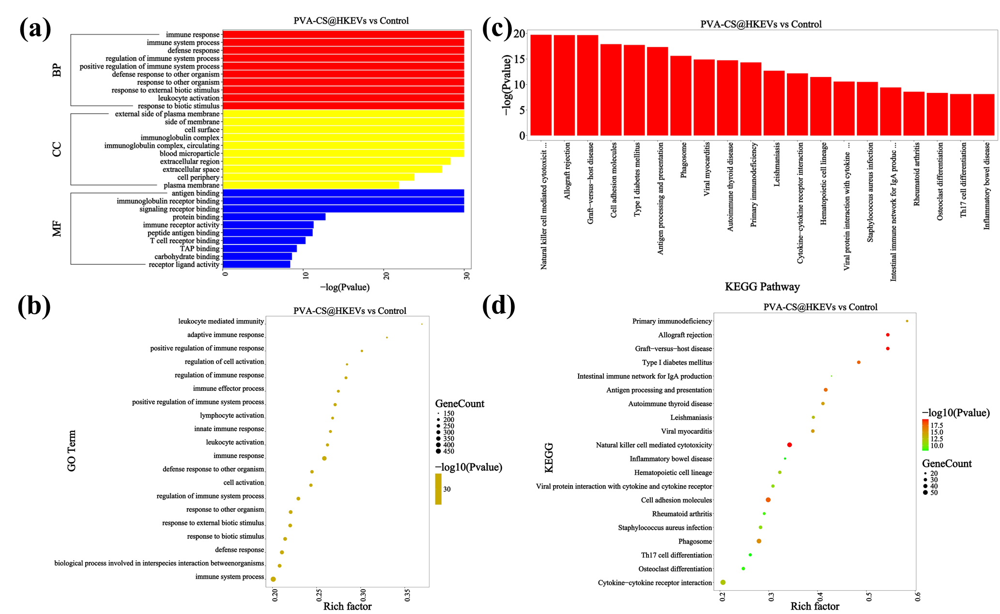 (a)
PVA-CS@HKEVs vs Control
BP
immune response
immune system process
defense response
regulation of immune system process
positive regulation of immune system process
defense response to other organism
response to other organism
response to external biotic stimulus
leukocyte activation
response to biotic stimulus
CC
external side of plasma membrane
side of membrane
cell surface
immunoglobulin complex
immunoglobulin complex, circulating
blood microparticle
extracellular region
extracellular space
cell periphery
plasma membrane
MF
antigen binding
immunoglobulin receptor binding
signaling receptor binding
protein binding
immune receptor activity
peptide antigen binding
T cell receptor binding
TAP binding
carbohydrate binding
receptor ligand activity
0
10
20
30
−log(Pvalue)
(c)
PVA-CS@HKEVs vs Control
−log(Pvalue)
20
15
10
5
0
Natural killer cell mediated cytotoxicit ...
Allograft rejection
Graft−versus−host disease
Cell adhesion molecules
Type I diabetes mellitus
Antigen processing and presentation
Phagosome
Viral myocarditis
Autoimmune thyroid disease
Primary immunodeficiency
Leishmaniasis
Cytokine−cytokine receptor interaction
Hematopoietic cell lineage
Viral protein interaction with cytokine ...
Staphylococcus aureus infection
Intestinal immune network for IgA produc ...
Rheumatoid arthritis
Osteoclast differentiation
Th17 cell differentiation
Inflammatory bowel disease
KEGG Pathway
(b)
PVA-CS@HKEVs vs Control
GO Term
leukocyte mediated immunity
adaptive immune response
positive regulation of immune response
regulation of cell activation
regulation of immune response
immune effector process
positive regulation of immune system process
lymphocyte activation
innate immune response
leukocyte activation
immune response
defense response to other organism
cell activation
regulation of immune system process
response to other organism
response to external biotic stimulus
response to biotic stimulus
defense response
biological process involved in interspecies interaction betweenorganisms
immune system process
0.20
0.25
0.30
0.35
Rich factor
GeneCount
150
200
250
300
350
400
450
−log10(Pvalue)
30
(d)
PVA-CS@HKEVs vs Control
KEGG
Primary immunodeficiency
Allograft rejection
Graft−versus−host disease
Type I diabetes mellitus
Intestinal immune network for IgA production
Antigen processing and presentation
Autoimmune thyroid disease
Leishmaniasis
Viral myocarditis
Natural killer cell mediated cytotoxicity
Inflammatory bowel disease
Hematopoietic cell lineage
Viral protein interaction with cytokine and cytokine receptor
Cell adhesion molecules
Rheumatoid arthritis
Staphylococcus aureus infection
Phagosome
Th17 cell differentiation
Osteoclast differentiation
Cytokine−cytokine receptor interaction
0.2
0.3
0.4
0.5
0.6
Rich factor
−log10(Pvalue)
17.5
15.0
12.5
10.0
GeneCount
20
30
40
50